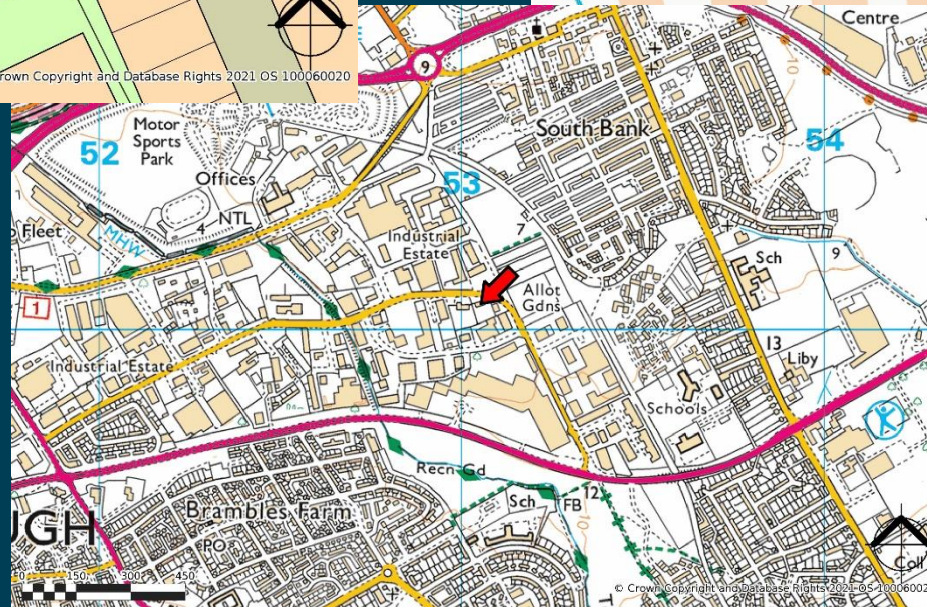 Crown Copyright and Database Rights 2021 OS 100060020
9
Centre
Motor
Sports
Park
52
Offices
South Bank
54
53
10
Fleet
NTL
4
MHW
7
Industrial
Estate
Sch
9
1
Allot
Gdns
13
Liby
Industrial Estate
Schools
Recn Gd
12
Sch
FB
10
Brambles Farm
UGH
PO
Coll
0 150 300 450
© Crown Copyright and Database Rights 2021 OS 10006002